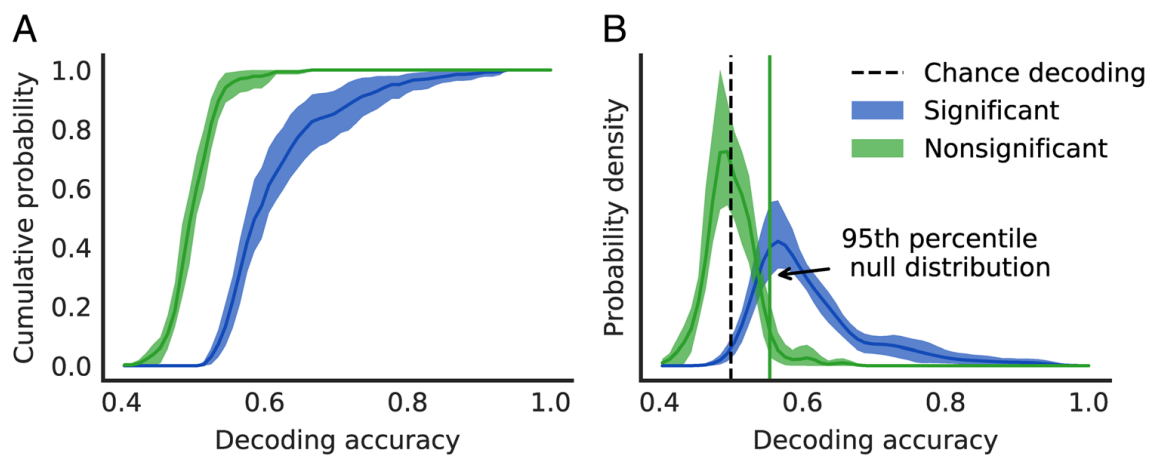 A
Cumulative probability
1.0
0.8
0.6
0.4
0.2
0.0
0.4 0.6 0.8 1.0
Decoding accuracy
B
Probability density
Chance decoding
Significant
Nonsignificant
95th percentile
null distribution
0.4 0.6 0.8 1.0
Decoding accuracy